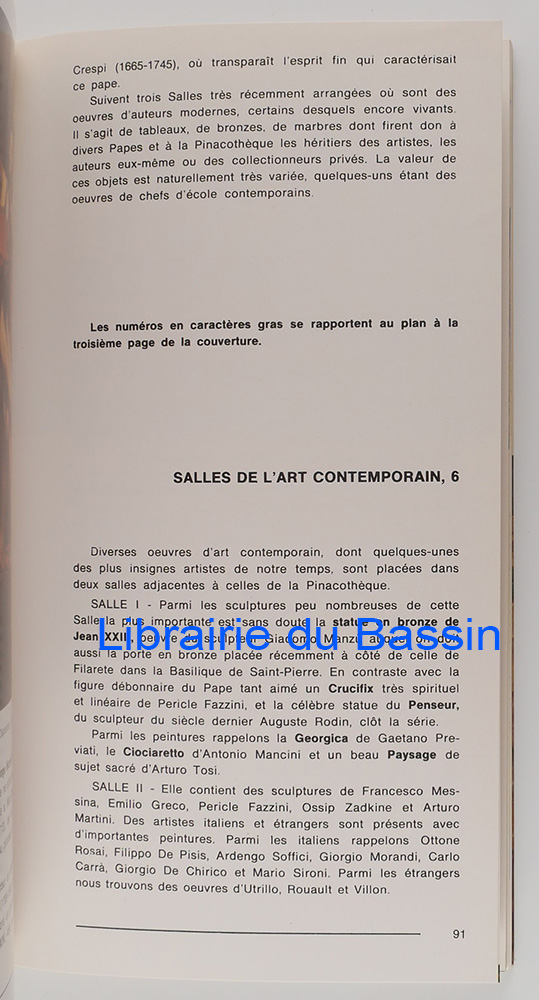 Crespi (1665-1745), où transparaît l'esprit fin qui caractérisait
ce pape.
Suivent trois Salles très récemment arrangées où sont des
oeuvres d'auteurs modernes, certains desquels encore vivants.
Il s'agit de tableaux, de bronzes, de marbres dont firent don à
divers Papes et à la Pinacothèque les héritiers des artistes, les
auteurs eux-même ou des collectionneurs privés. La valeur de
ces objets est naturellement très variée, quelques-uns étant des
oeuvres de chefs d'école contemporains.
Les numéros en caractères gras se rapportent au plan à la
troisième page de la couverture.
SALLES DE L'ART CONTEMPORAIN, 6
Diverses oeuvres d'art contemporain, dont quelques-unes
des plus insignes artistes de notre temps, sont placées dans
deux salles adjacentes à celles de la Pinacothèque.
SALLE I - Parmi les sculptures peu nombreuses de cette
Salle la plus importante est sans doute la statue en bronze de
Jean XXIII, oeuvre du sculpteur Giacomo Manzù auquel on doit
Librairie du Bassin
aussi la porte en bronze placée récemment à côté de celle de
Filarete dans la Basilique de Saint-Pierre. En contraste avec la
figure débonnaire du Pape tant aimé un Crucifix très spirituel
et linéaire de Pericle Fazzini, et la célèbre statue du Penseur,
du sculpteur du siècle dernier Auguste Rodin, clôt la série.
Parmi les peintures rappelons la Georgica de Gaetano Pre-
viati, le Ciociaretto d'Antonio Mancini et un beau Paysage de
sujet sacré d'Arturo Tosi.
SALLE II - Elle contient des sculptures de Francesco Mes-
sina, Emilio Greco, Pericle Fazzini, Ossip Zadkine et Arturo
Martini. Des artistes italiens et étrangers sont présents avec
d'importantes peintures. Parmi les italiens rappelons Ottone
Rosai, Filippo De Pisis, Ardengo Soffici, Giorgio Morandi, Carlo
Carrà, Giorgio De Chirico et Mario Sironi. Parmi les étrangers
nous trouvons des oeuvres d'Utrillo, Rouault et Villon.
91